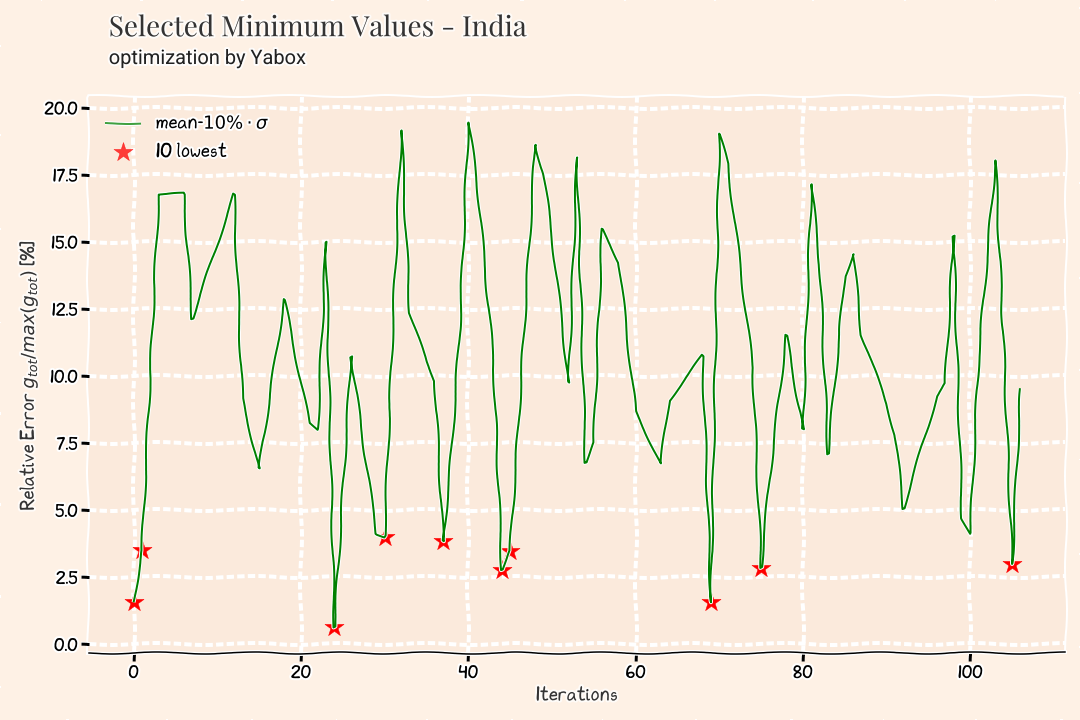 Selected Minimum Values - India
optimization by Yabox
mean-10% · σ
10 lowest
20.0
17.5
15.0
12.5
10.0
7.5
5.0
2.5
0.0
Relative Error g_tot/max(g_tot) [%]
0 20 40 60 80 100
Iterations